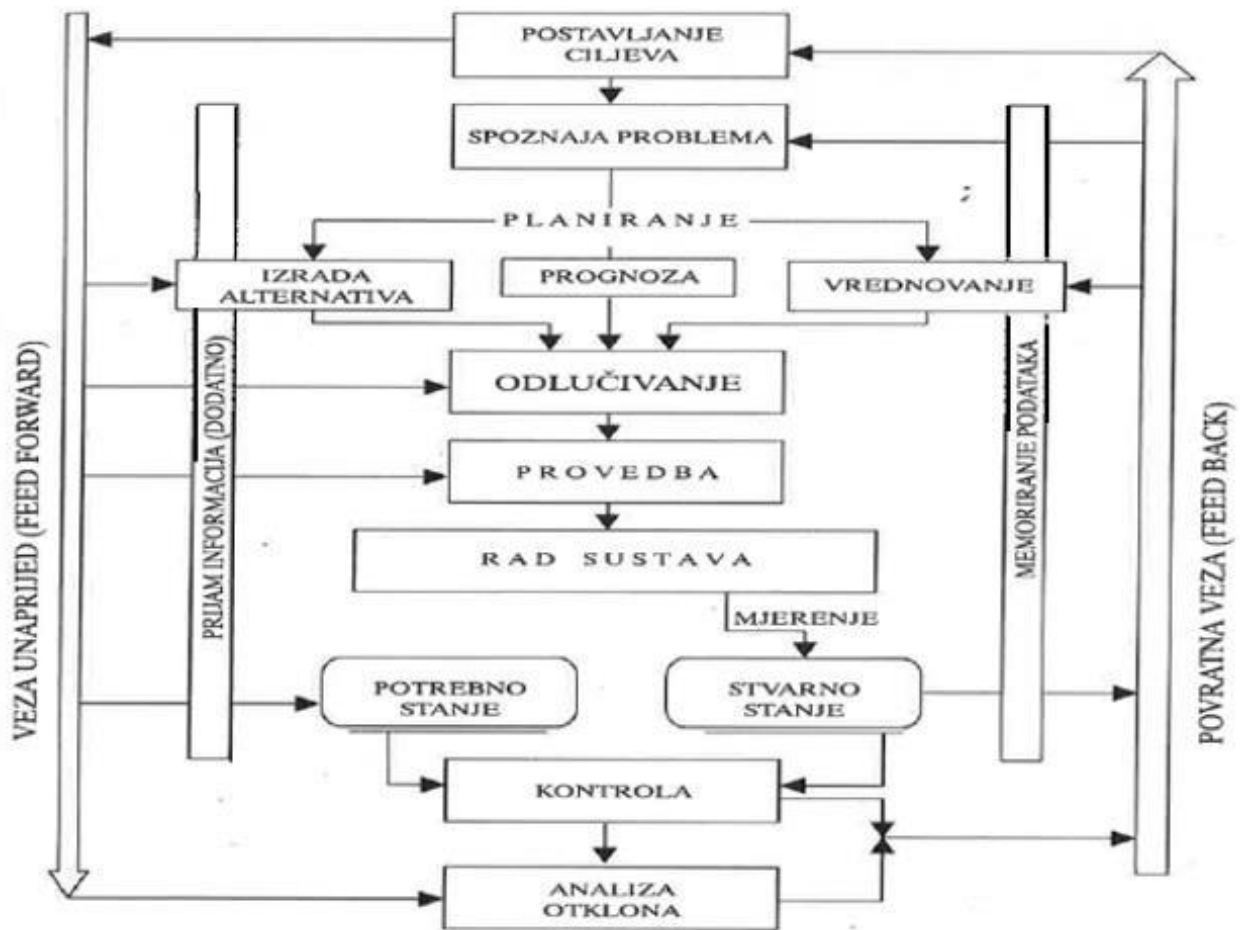 POSTAVLJANJE
CILJEVA
SPOZNAJA PROBLEMA
PLANIRANJE
IZRADA
ALTERNATIVA
PROGNOZA
VREDNOVANJE
ODLUČIVANJE
PROVEDBA
RAD SUSTAVA
MJERENJE
POTREBNO
STANJE
STVARNO
STANJE
KONTROLA
ANALIZA
OTKLONA
VEZA UNAPRIJED (FEED FORWARD)
PRIJAM INFORMACIJA (DODATNO)
MEMORIRANJE PODATAKA
POVRATNA VEZA (FEED BACK)